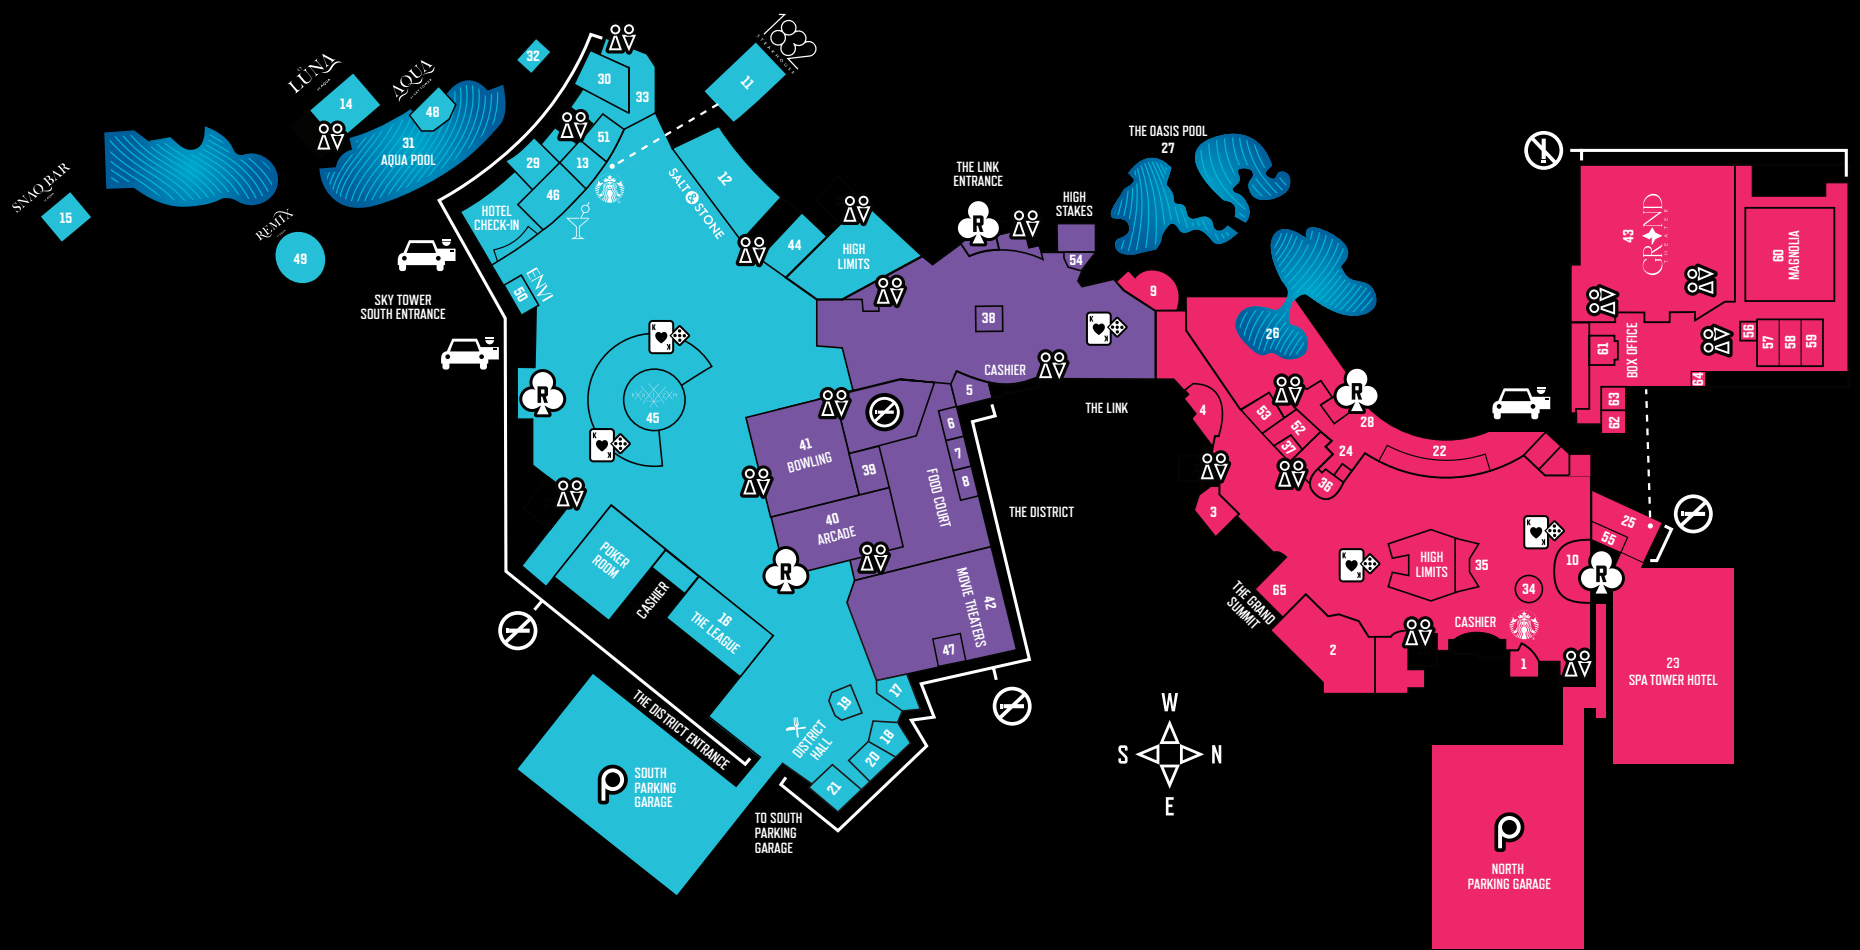 1832
STEAKHOUSE
11
32
LUNA
14
AQUA
48
31
AQUA POOL
SNAQ BAR
15
REMIX
49
30
33
51
29
13
46
HOTEL
CHECK-IN
ENVI
50
SALT & STONE
12
44
HIGH
LIMITS
SKY TOWER
SOUTH ENTRANCE
45
R
K
K
K
K
THE LINK
ENTRANCE
R
HIGH
STAKES
54
38
K
K
CASHIER
THE LINK
5
6
7
8
FOOD COURT
39
41
BOWLING
40
ARCADE
R
THE DISTRICT
42
MOVIE THEATERS
47
POKER
ROOM
CASHIER
16
THE LEAGUE
THE DISTRICT ENTRANCE
SOUTH
PARKING
GARAGE
TO SOUTH
PARKING
GARAGE
DISTRICT
HALL
17
18
19
20
21
THE OASIS POOL
27
26
9
4
3
53
52
37
R
28
24
36
22
25
55
10
R
HIGH
LIMITS
35
34
K
K
K
K
CASHIER
65
THE GRAND
SUMMIT
2
1
23
SPA TOWER HOTEL
NORTH
PARKING GARAGE
W
S
N
E
43
GRAND
THEATER
60
MAGNOLIA
BOX OFFICE
61
56
57
58
59
64
63
62